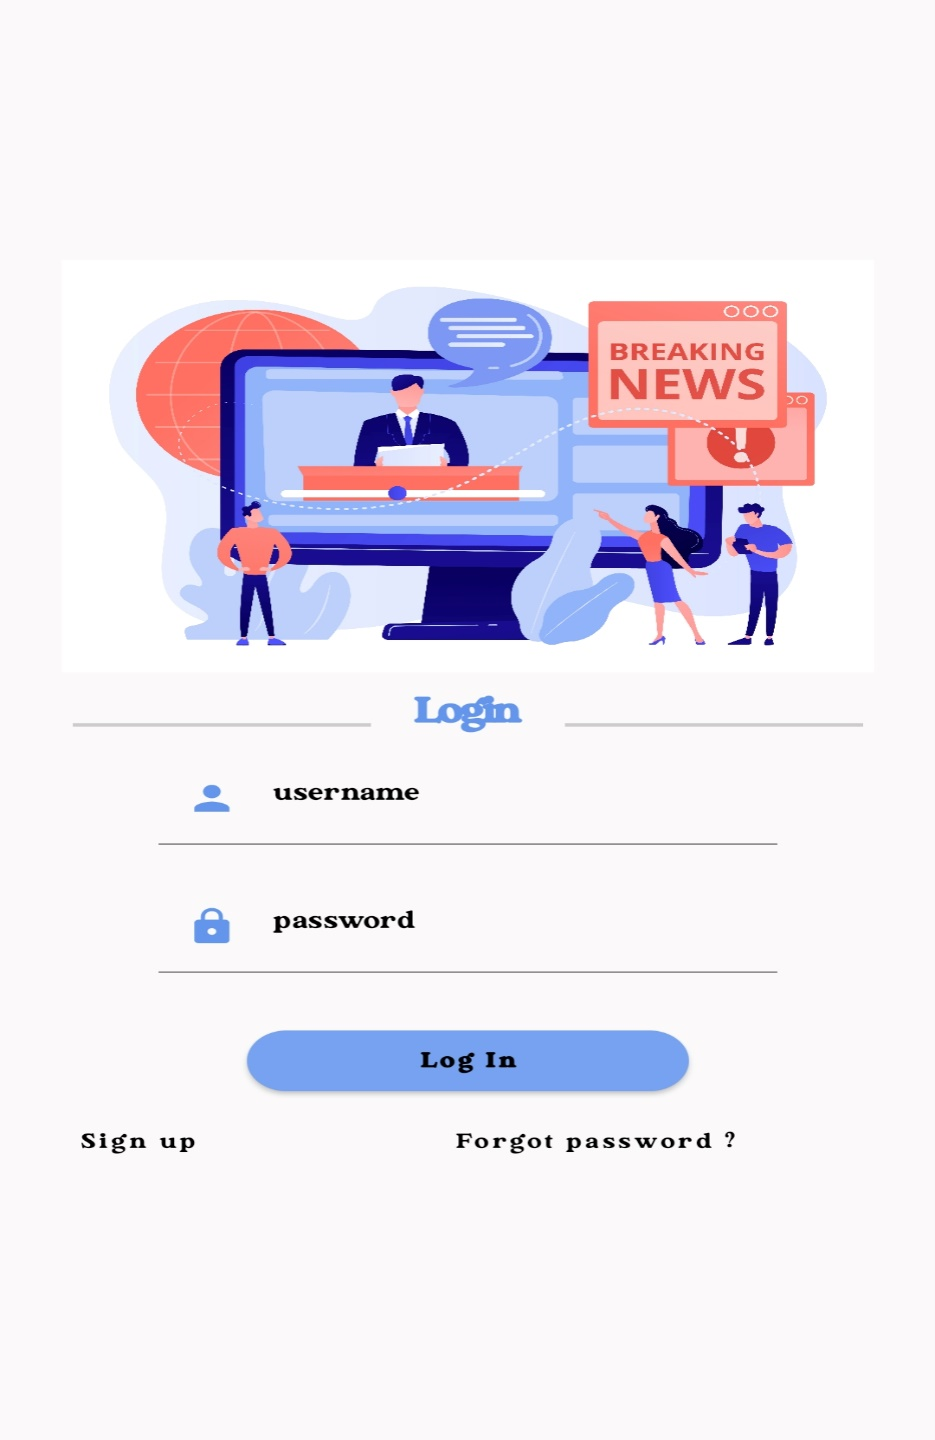 BREAKING
NEWS
!
Login
username
password
Log In
Sign up
Forgot password ?